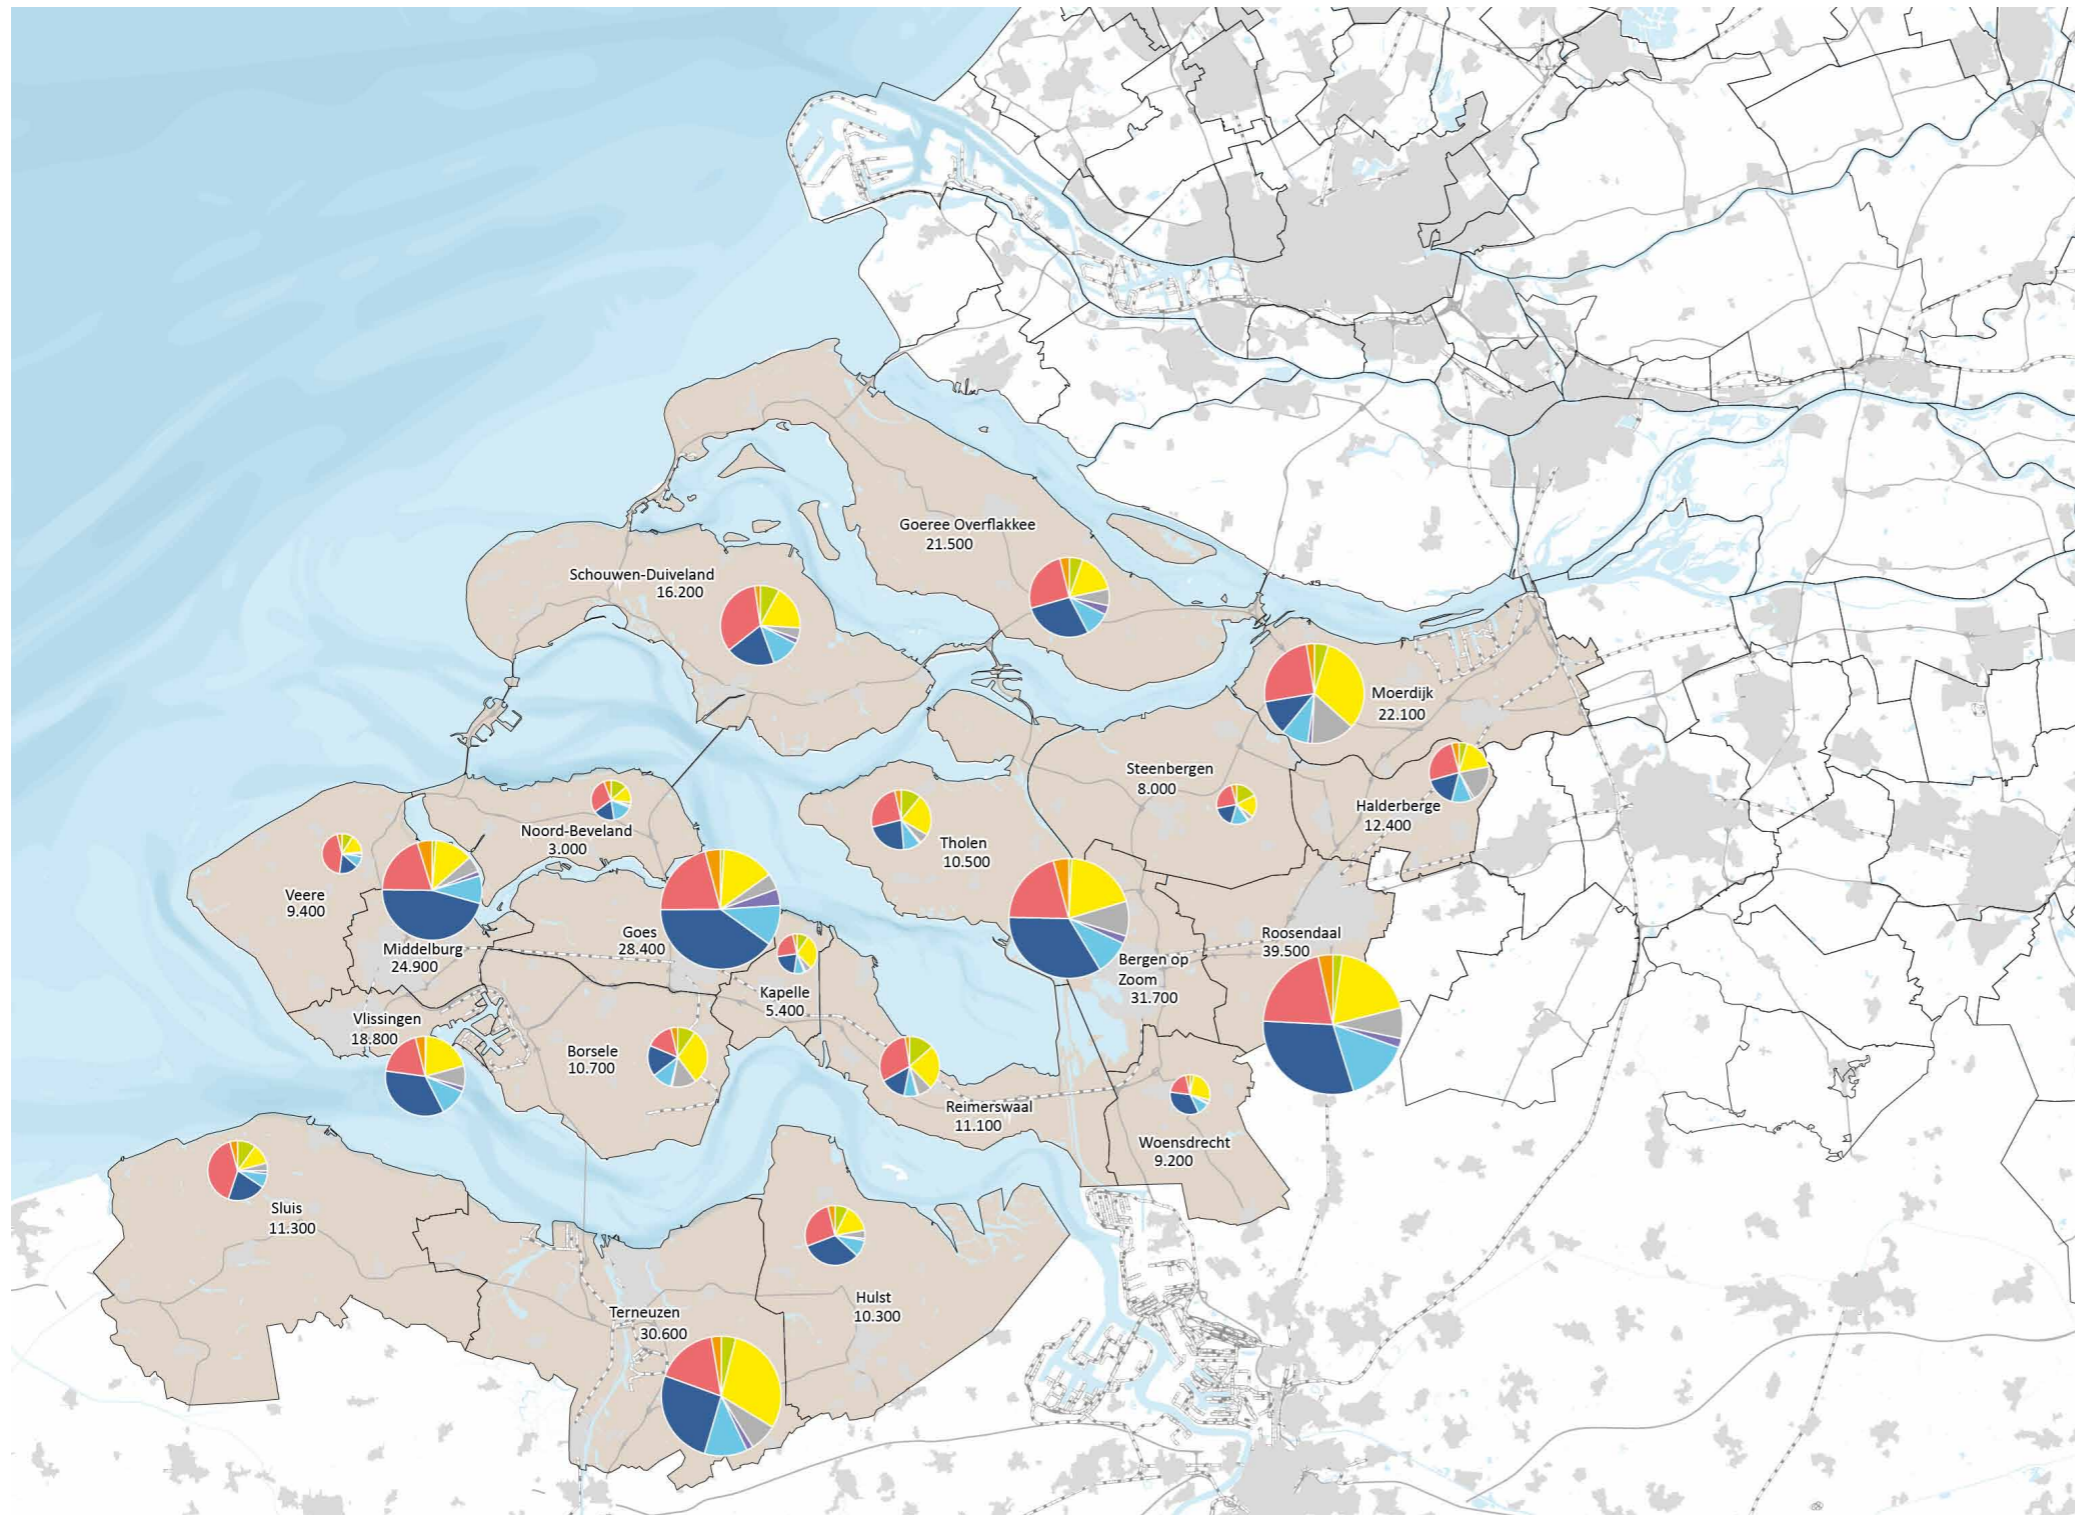 Goeree Overflakkee
21.500
Schouwen-Duiveland
16.200
Moerdijk
22.100
Steenbergen
8.000
Halderberge
12.400
Noord-Beveland
3.000
Tholen
10.500
Veere
9.400
Middelburg
24.900
Goes
28.400
Roosendaal
39.500
Bergen op
Zoom
31.700
Kapelle
5.400
Vlissingen
18.800
Borsele
10.700
Reimerswaal
11.100
Woensdrecht
9.200
Sluis
11.300
Hulst
10.300
Terneuzen
30.600